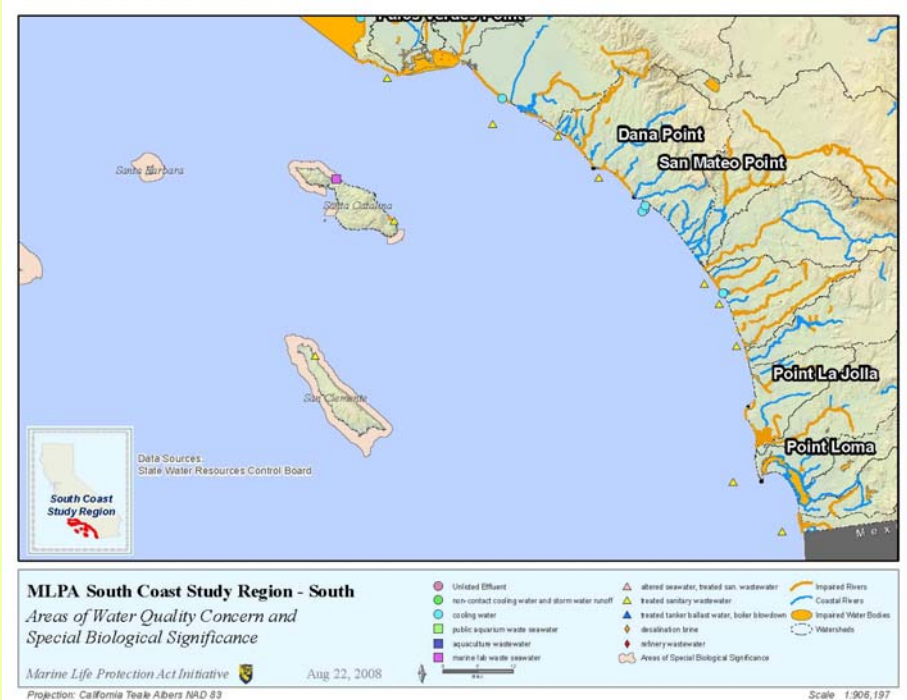 Palos Verdes Point
Dana Point
San Mateo Point
Santa Barbara
Santa Catalina
Point La Jolla
San Clemente
Point Loma
Mex
South Coast
Study Region
Data Sources:
State Water Resources Control Board
MLPA South Coast Study Region - South
Areas of Water Quality Concern and
Special Biological Significance
Marine Life Protection Act Initiative
Aug 22, 2008
Unlisted Effluent
non-contact cooling water and storm water runoff
cooling water
public aquarium waste seawater
aquaculture wastewater
marine lab waste seawater
altered seawater, treated san. wastewater
treated sanitary wastewater
treated tanker ballast water, boiler blowdown
desalination brine
refinery wastewater
Areas of Special Biological Significance
Impaired Rivers
Coastal Rivers
Impaired Water Bodies
Watersheds
Projection: California Teale Albers NAD 83
Scale 1:906,197